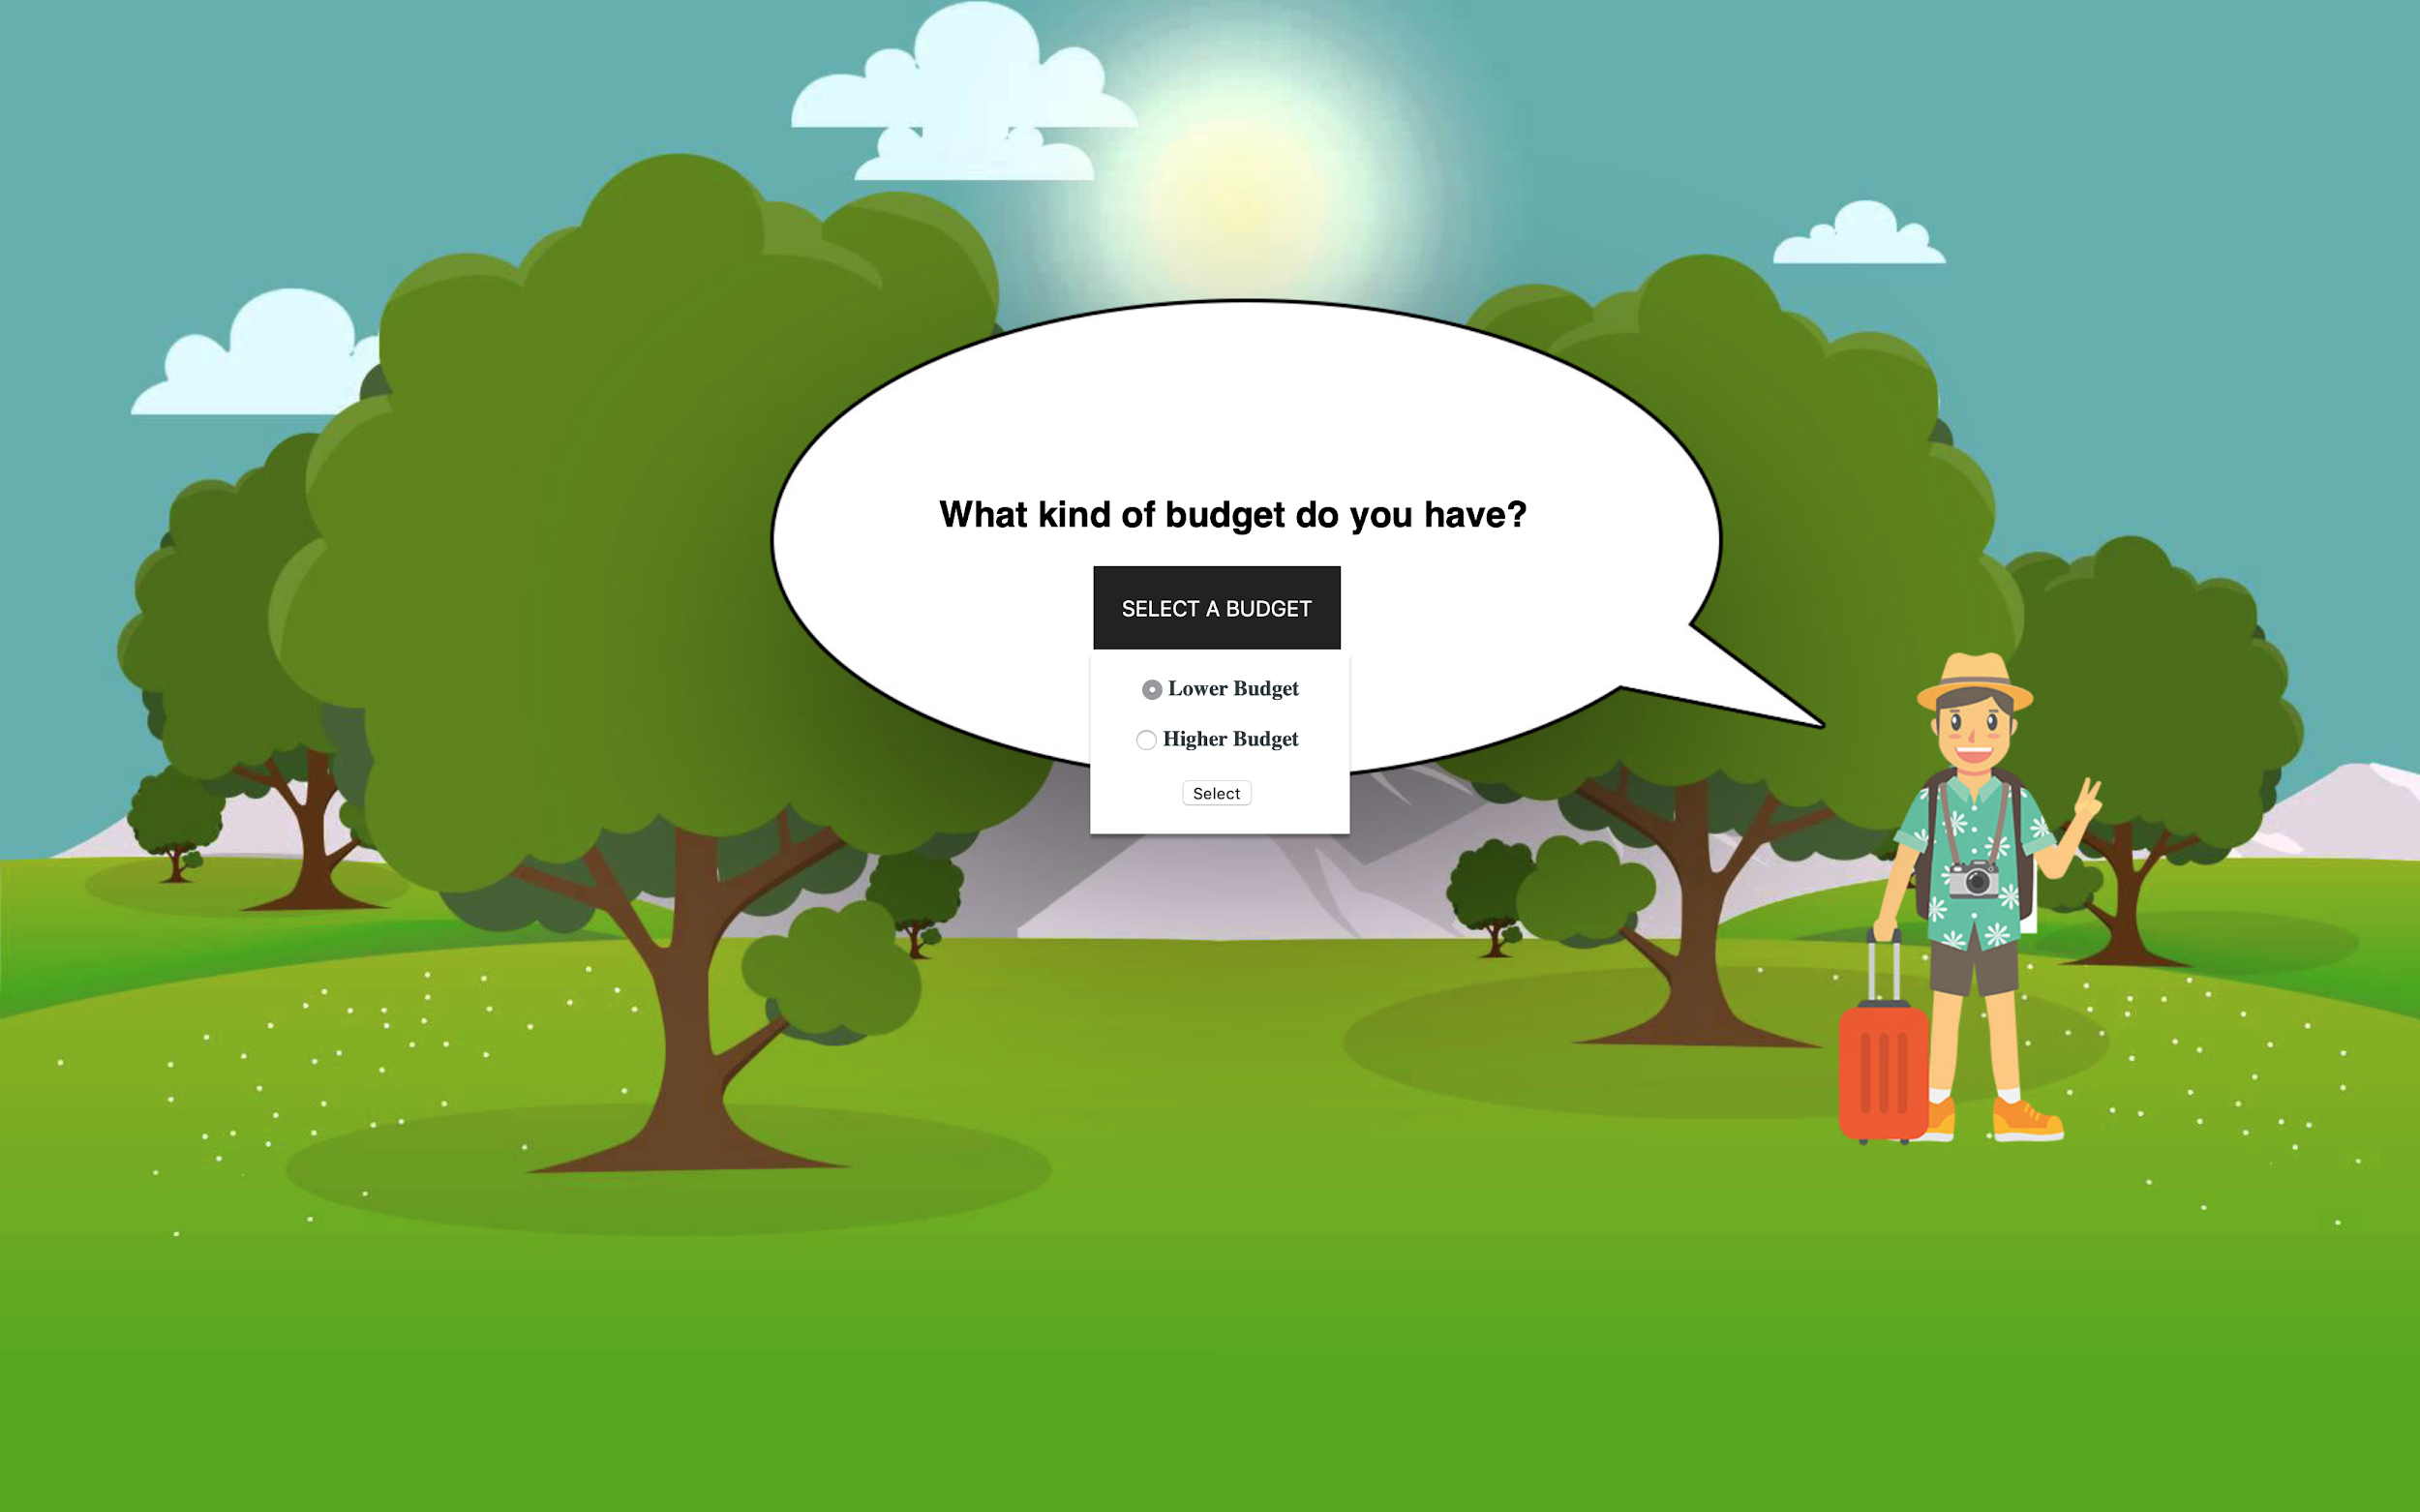 What kind of budget do you have?
SELECT A BUDGET
Lower Budget
Higher Budget
Select